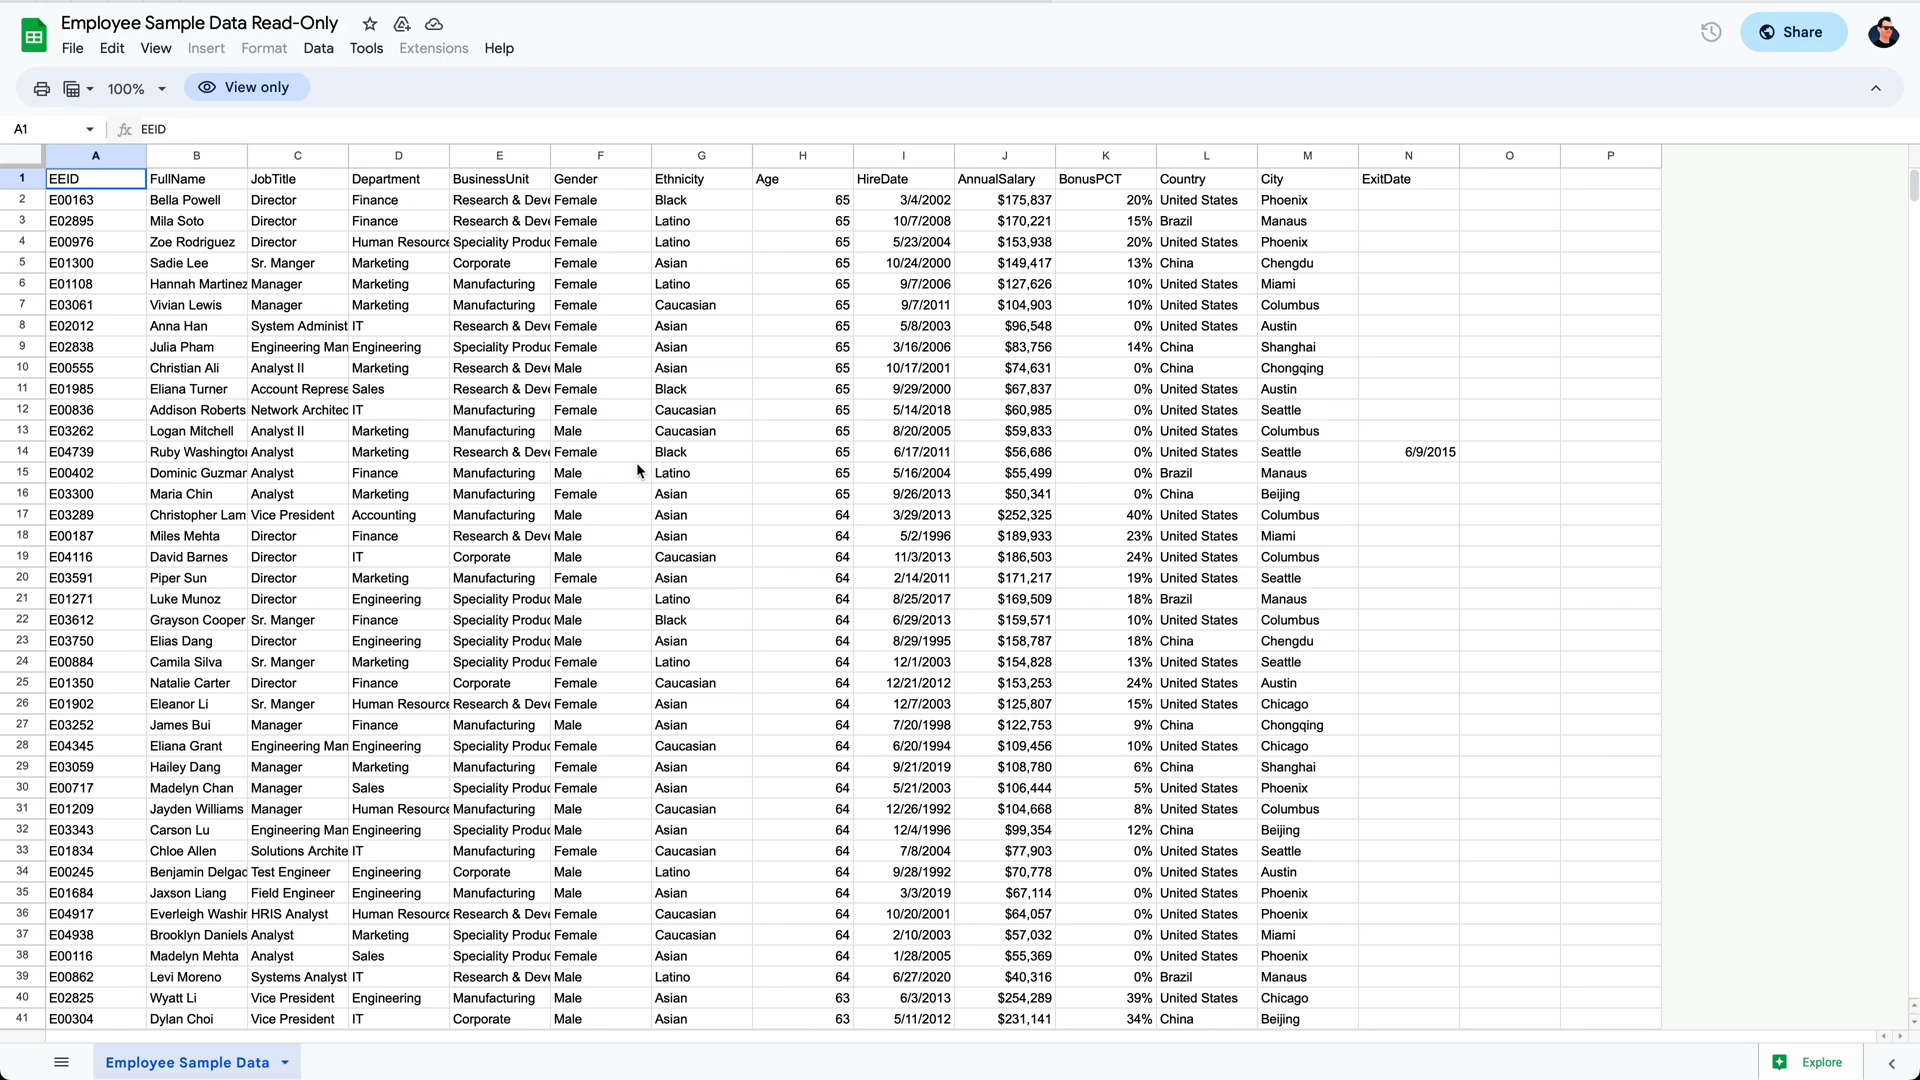 Employee Sample Data Read-Only
File Edit View Insert Format Data Tools Extensions Help
Share
100% View only
A1 fx EEID
A B C D E F G H I J K L M N O P
1 EEID FullName JobTitle Department BusinessUnit Gender Ethnicity Age HireDate AnnualSalary BonusPCT Country City ExitDate
2 E00163 Bella Powell Director Finance Research & Deve Female Black 65 3/4/2002 $175,837 20% United States Phoenix
3 E02895 Mila Soto Director Finance Research & Deve Female Latino 65 10/7/2008 $170,221 15% Brazil Manaus
4 E00976 Zoe Rodriguez Director Human Resource Speciality Produc Female Latino 65 5/23/2004 $153,938 20% United States Phoenix
5 E01300 Sadie Lee Sr. Manger Marketing Corporate Female Asian 65 10/24/2000 $149,417 13% China Chengdu
6 E01108 Hannah Martinez Manager Marketing Manufacturing Female Latino 65 9/7/2006 $127,626 10% United States Miami
7 E03061 Vivian Lewis Manager Marketing Manufacturing Female Caucasian 65 9/7/2011 $104,903 10% United States Columbus
8 E02012 Anna Han System Administ IT Research & Deve Female Asian 65 5/8/2003 $96,548 0% United States Austin
9 E02838 Julia Pham Engineering Man Engineering Speciality Produc Female Asian 65 3/16/2006 $83,756 14% China Shanghai
10 E00555 Christian Ali Analyst II Marketing Research & Deve Male Asian 65 10/17/2001 $74,631 0% China Chongqing
11 E01985 Eliana Turner Account Represe Sales Research & Deve Female Black 65 9/29/2000 $67,837 0% United States Austin
12 E00836 Addison Roberts Network Architec IT Manufacturing Female Caucasian 65 5/14/2018 $60,985 0% United States Seattle
13 E03262 Logan Mitchell Analyst II Marketing Manufacturing Male Caucasian 65 8/20/2005 $59,833 0% United States Columbus
14 E04739 Ruby Washington Analyst Marketing Research & Deve Female Black 65 6/17/2011 $56,686 0% United States Seattle 6/9/2015
15 E00402 Dominic Guzman Analyst Finance Manufacturing Male Latino 65 5/16/2004 $55,499 0% Brazil Manaus
16 E03300 Maria Chin Analyst Marketing Manufacturing Female Asian 65 9/26/2013 $50,341 0% China Beijing
17 E03289 Christopher Lam Vice President Accounting Manufacturing Male Asian 64 3/29/2013 $252,325 40% United States Columbus
18 E00187 Miles Mehta Director Finance Research & Deve Male Asian 64 5/2/1996 $189,933 23% United States Miami
19 E04116 David Barnes Director IT Corporate Male Caucasian 64 11/3/2013 $186,503 24% United States Columbus
20 E03591 Piper Sun Director Marketing Manufacturing Female Asian 64 2/14/2011 $171,217 19% United States Seattle
21 E01271 Luke Munoz Director Engineering Speciality Produc Male Latino 64 8/25/2017 $169,509 18% Brazil Manaus
22 E03612 Grayson Cooper Sr. Manger Finance Speciality Produc Male Black 64 6/29/2013 $159,571 10% United States Columbus
23 E03750 Elias Dang Director Engineering Speciality Produc Male Asian 64 8/29/1995 $158,787 18% China Chengdu
24 E00884 Camila Silva Sr. Manger Marketing Speciality Produc Female Latino 64 12/1/2003 $154,828 13% United States Seattle
25 E01350 Natalie Carter Director Finance Corporate Female Caucasian 64 12/21/2012 $153,253 24% United States Austin
26 E01902 Eleanor Li Sr. Manger Human Resource Research & Deve Female Asian 64 12/7/2003 $125,807 15% United States Chicago
27 E03252 James Bui Manager Finance Manufacturing Male Asian 64 7/20/1998 $122,753 9% China Chongqing
28 E04345 Eliana Grant Engineering Man Engineering Speciality Produc Female Caucasian 64 6/20/1994 $109,456 10% United States Chicago
29 E03059 Hailey Dang Manager Marketing Manufacturing Female Asian 64 9/21/2019 $108,780 6% China Shanghai
30 E00717 Madelyn Chan Manager Sales Speciality Produc Female Asian 64 5/21/2003 $106,444 5% United States Phoenix
31 E01209 Jayden Williams Manager Human Resource Manufacturing Male Caucasian 64 12/26/1992 $104,668 8% United States Columbus
32 E03343 Carson Lu Engineering Man Engineering Speciality Produc Male Asian 64 12/4/1996 $99,354 12% China Beijing
33 E01834 Chloe Allen Solutions Archite IT Manufacturing Female Caucasian 64 7/8/2004 $77,903 0% United States Seattle
34 E00245 Benjamin Delgad Test Engineer Engineering Corporate Male Latino 64 9/28/1992 $70,778 0% United States Austin
35 E01684 Jaxson Liang Field Engineer Engineering Manufacturing Male Asian 64 3/3/2019 $67,114 0% United States Phoenix
36 E04917 Everleigh Washin HRIS Analyst Human Resource Research & Deve Female Caucasian 64 10/20/2001 $64,057 0% United States Phoenix
37 E04938 Brooklyn Daniels Analyst Marketing Speciality Produc Female Caucasian 64 2/10/2003 $57,032 0% United States Miami
38 E00116 Madelyn Mehta Analyst Sales Speciality Produc Female Asian 64 1/28/2005 $55,369 0% United States Phoenix
39 E00862 Levi Moreno Systems Analyst IT Research & Deve Male Latino 64 6/27/2020 $40,316 0% Brazil Manaus
40 E02825 Wyatt Li Vice President Engineering Manufacturing Male Asian 63 6/3/2013 $254,289 39% United States Chicago
41 E00304 Dylan Choi Vice President IT Corporate Male Asian 63 5/11/2012 $231,141 34% China Beijing
Employee Sample Data Explore